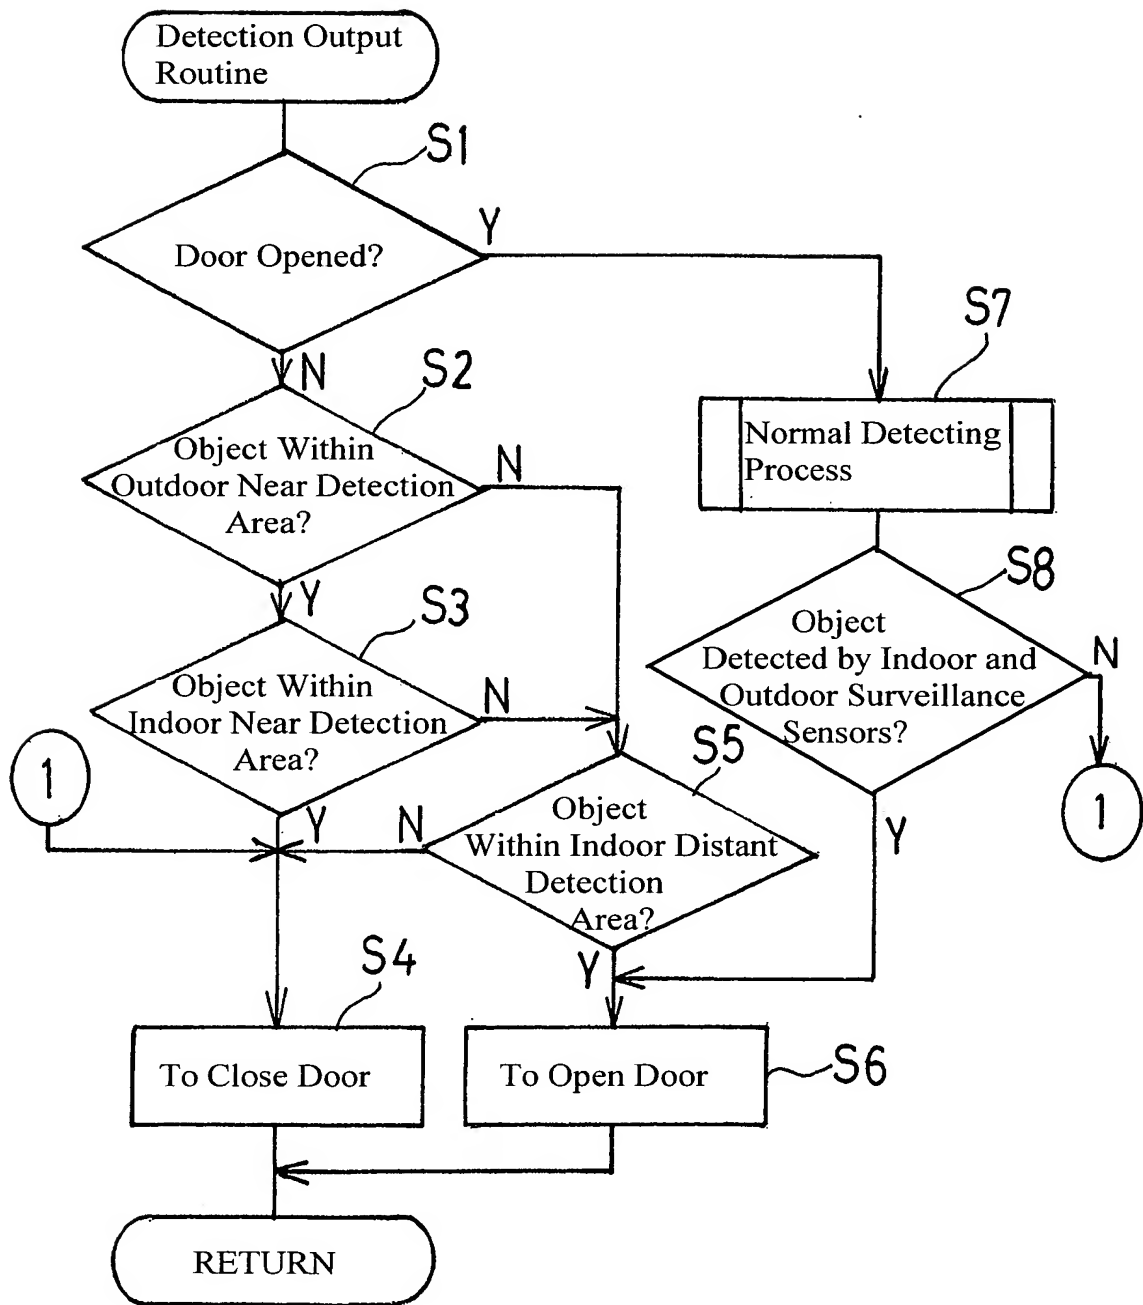 Detection Output
Routine
S1
Door Opened?
Y
N
S2
Object Within
Outdoor Near Detection
Area?
N
Y
S3
Object Within
Indoor Near Detection
Area?
N
Y
1
S7
Normal Detecting
Process
S8
Object
Detected by Indoor and
Outdoor Surveillance
Sensors?
N
Y
1
S5
Object
Within Indoor Distant
Detection
Area?
N
Y
S4
To Close Door
To Open Door
S6
RETURN